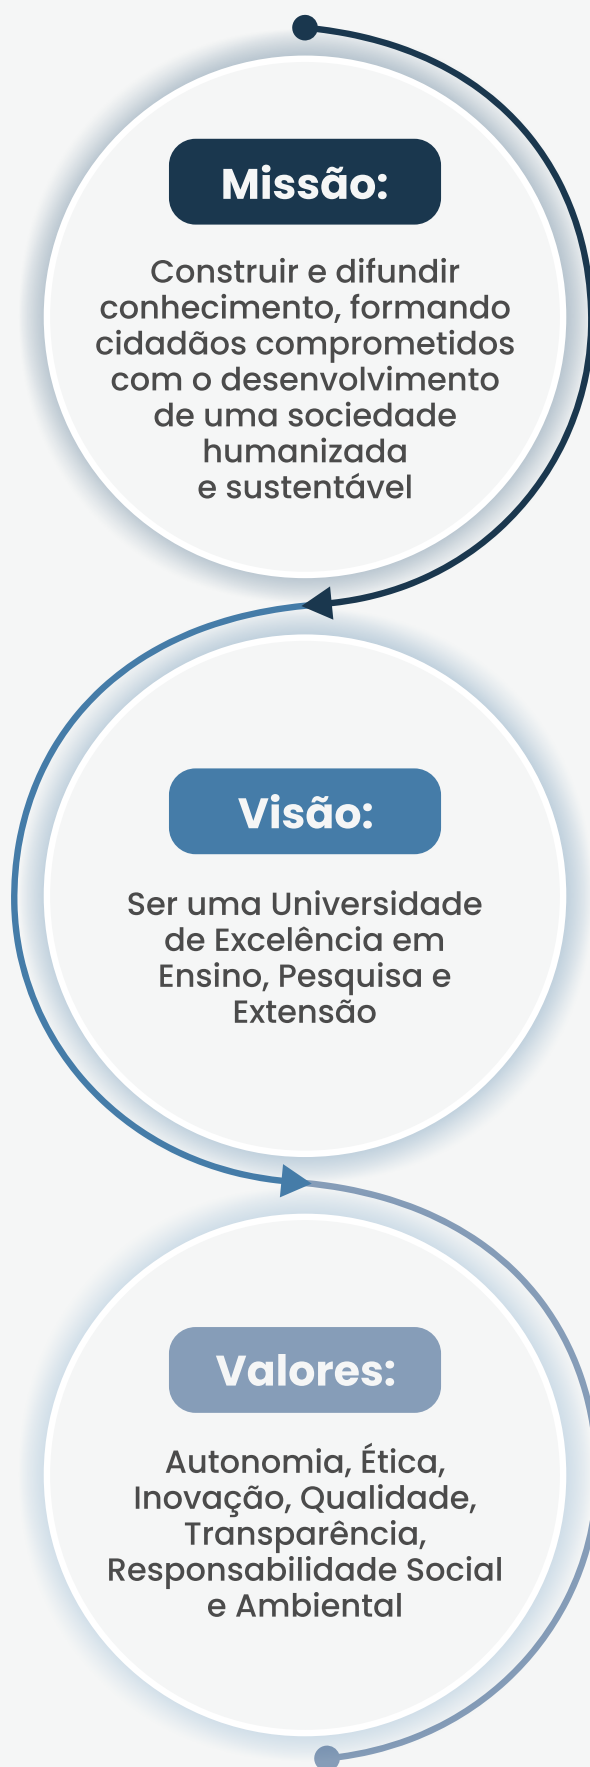 Missão:
Construir e difundir
conhecimento, formando
cidadãos comprometidos
com o desenvolvimento
de uma sociedade
humanizada
e sustentável
Visão:
Ser uma Universidade
de Excelência em
Ensino, Pesquisa e
Extensão
Valores:
Autonomia, Ética,
Inovação, Qualidade,
Transparência,
Responsabilidade Social
e Ambiental